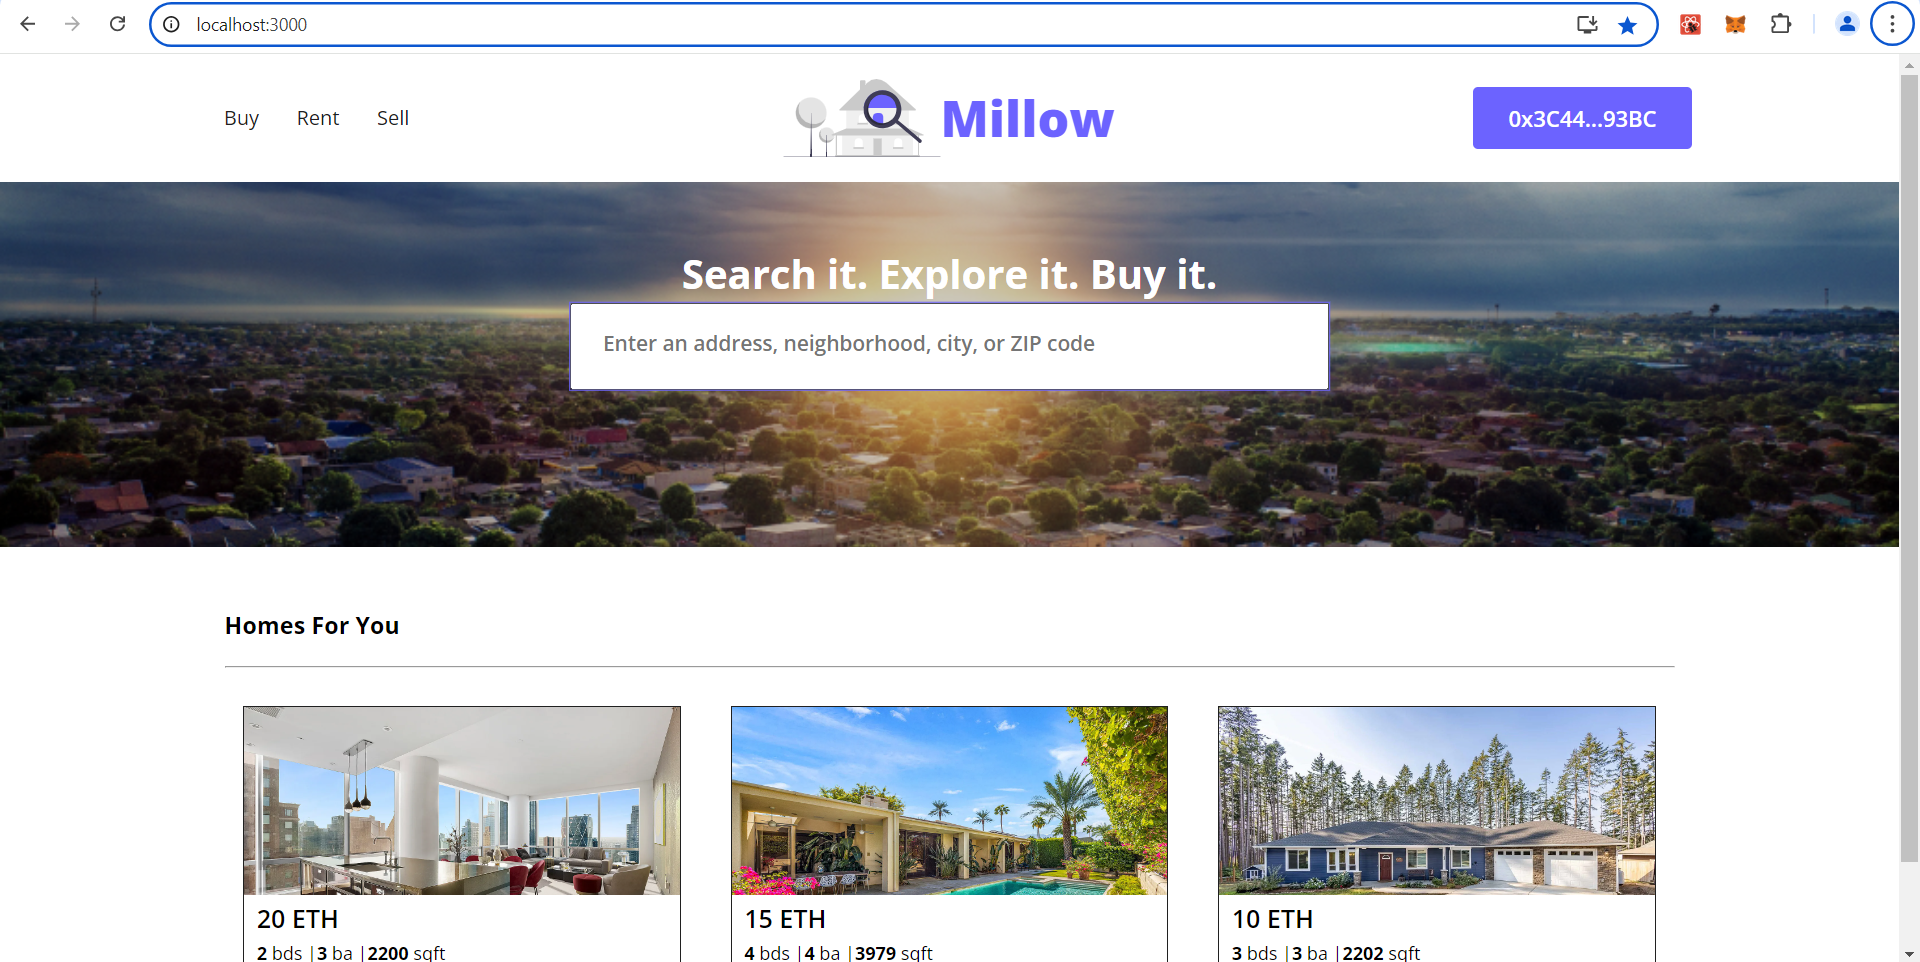 localhost:3000
Buy Rent Sell
Millow
0x3C44...93BC
Search it. Explore it. Buy it.
Enter an address, neighborhood, city, or ZIP code
Homes For You
20 ETH
2 bds |3 ba |2200 sqft
15 ETH
4 bds |4 ba |3979 sqft
10 ETH
3 bds |3 ba |2202 sqft